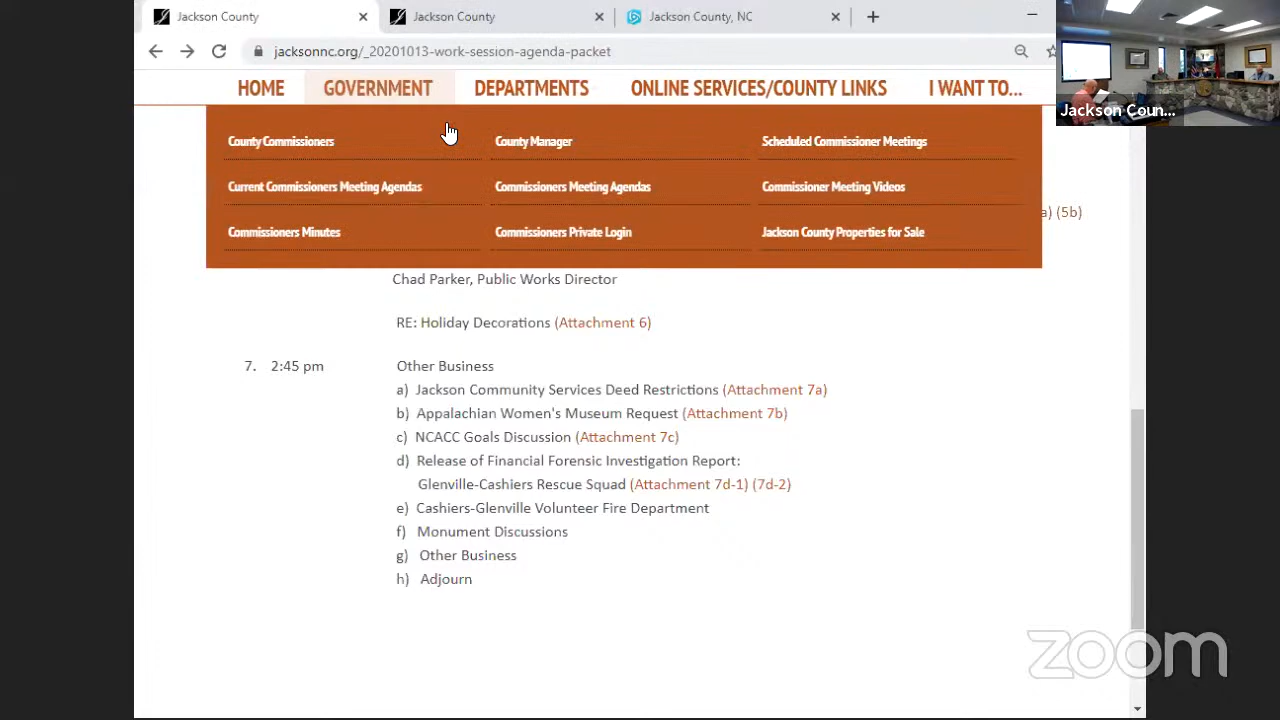 Jackson County
Jackson County
Jackson County, NC
jacksonnc.org/_20201013-work-session-agenda-packet
HOME GOVERNMENT DEPARTMENTS ONLINE SERVICES/COUNTY LINKS I WANT TO...
Jackson Coun...
County Commissioners County Manager Scheduled Commissioner Meetings
Current Commissioners Meeting Agendas Commissioners Meeting Agendas Commissioner Meeting Videos
a) (5b)
Commissioners Minutes Commissioners Private Login Jackson County Properties for Sale
Chad Parker, Public Works Director
RE: Holiday Decorations (Attachment 6)
7. 2:45 pm Other Business
a) Jackson Community Services Deed Restrictions (Attachment 7a)
b) Appalachian Women's Museum Request (Attachment 7b)
c) NCACC Goals Discussion (Attachment 7c)
d) Release of Financial Forensic Investigation Report:
Glenville-Cashiers Rescue Squad (Attachment 7d-1) (7d-2)
e) Cashiers-Glenville Volunteer Fire Department
f) Monument Discussions
g) Other Business
h) Adjourn
zoom